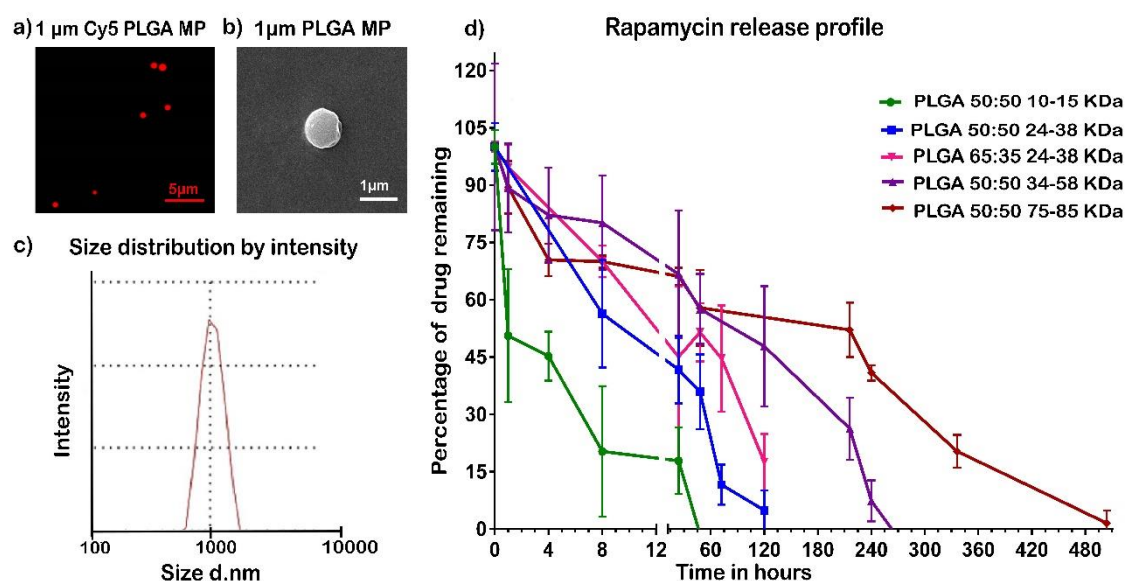 a) 1 µm Cy5 PLGA MP
5µm
b) 1µm PLGA MP
1µm
c) Size distribution by intensity
Intensity
100 1000 10000
Size d.nm
d) Rapamycin release profile
Percentage of drug remaining
120
105
90
75
60
45
30
15
0
0 4 8 12 60 120 180 240 300 360 420 480
Time in hours
PLGA 50:50 10-15 KDa
PLGA 50:50 24-38 KDa
PLGA 65:35 24-38 KDa
PLGA 50:50 34-58 KDa
PLGA 50:50 75-85 KDa